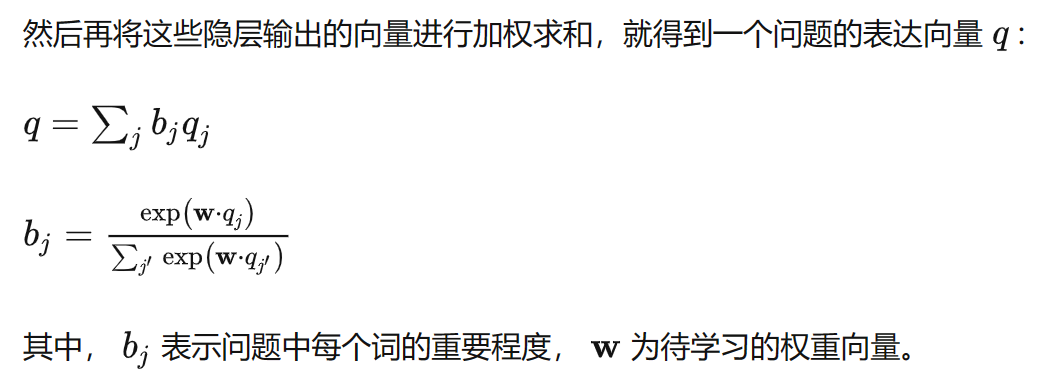 然后再将这些隐层输出的向量进行加权求和，就得到一个问题的表达向量 q：
q = ∑_j b_j q_j
b_j = exp(w·q_j) / ∑_{j'} exp(w·q_{j'})
其中， b_j 表示问题中每个词的重要程度， w 为待学习的权重向量。